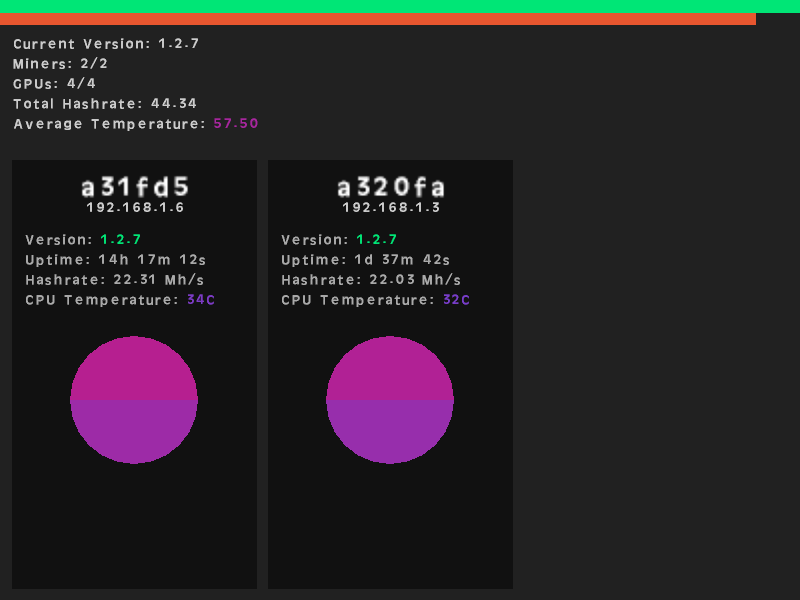 Current Version: 1.2.7
Miners: 2/2
GPUs: 4/4
Total Hashrate: 44.34
Average Temperature: 57.50
a31fd5
192.168.1.6
Version: 1.2.7
Uptime: 14h 17m 12s
Hashrate: 22.31 Mh/s
CPU Temperature: 34C
a320fa
192.168.1.3
Version: 1.2.7
Uptime: 1d 37m 42s
Hashrate: 22.03 Mh/s
CPU Temperature: 32C